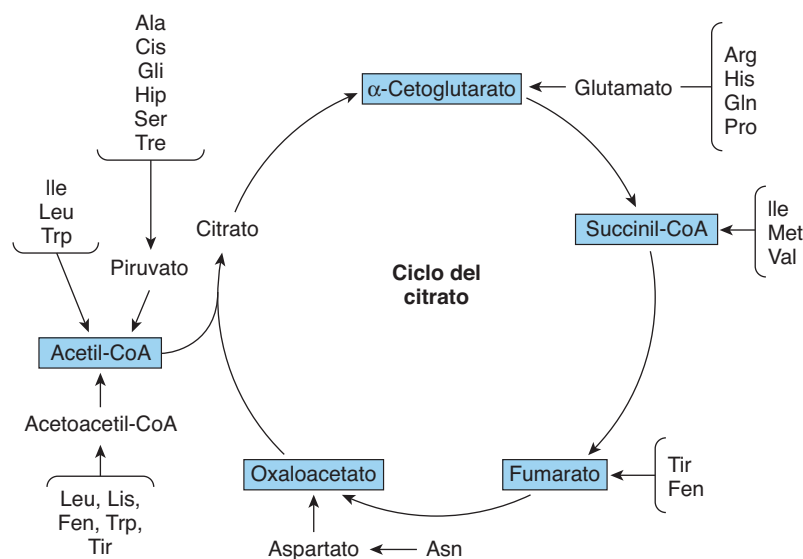 Ala
Cis
Gli
Hip
Ser
Tre
α-Cetoglutarato
Glutamato
Arg
His
Gln
Pro
Ile
Leu
Trp
Citrato
Piruvato
Succinil-CoA
Ile
Met
Val
Ciclo del
citrato
Acetil-CoA
Acetoacetil-CoA
Leu, Lis,
Fen, Trp,
Tir
Oxaloacetato
Fumarato
Tir
Fen
Aspartato
Asn